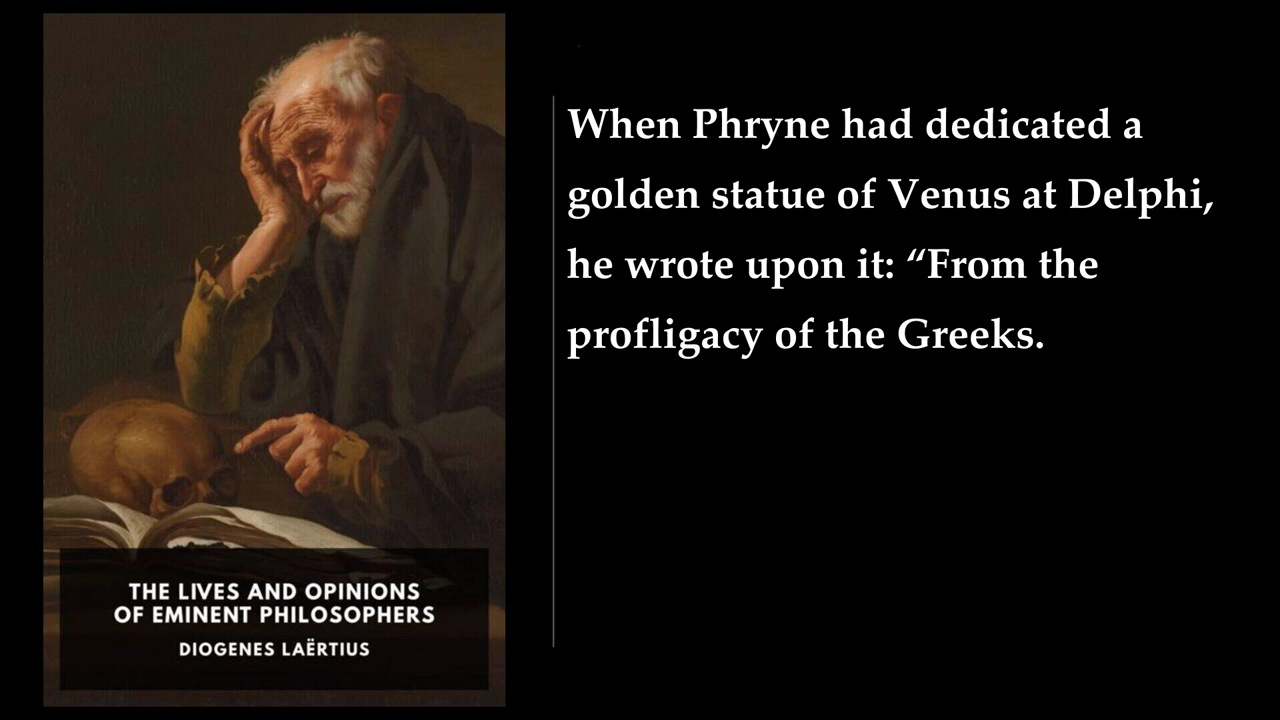 When Phryne had dedicated a
golden statue of Venus at Delphi,
he wrote upon it: “From the
profligacy of the Greeks.
THE LIVES AND OPINIONS
OF EMINENT PHILOSOPHERS
DIOGENES LAËRTIUS